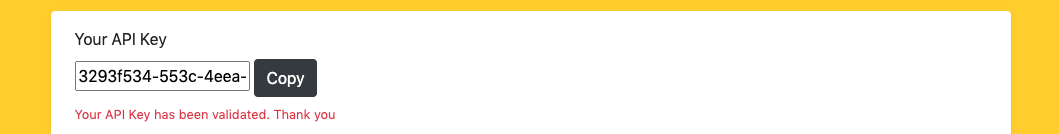 Your API Key
3293f534-553c-4eea- Copy
Your API Key has been validated. Thank you